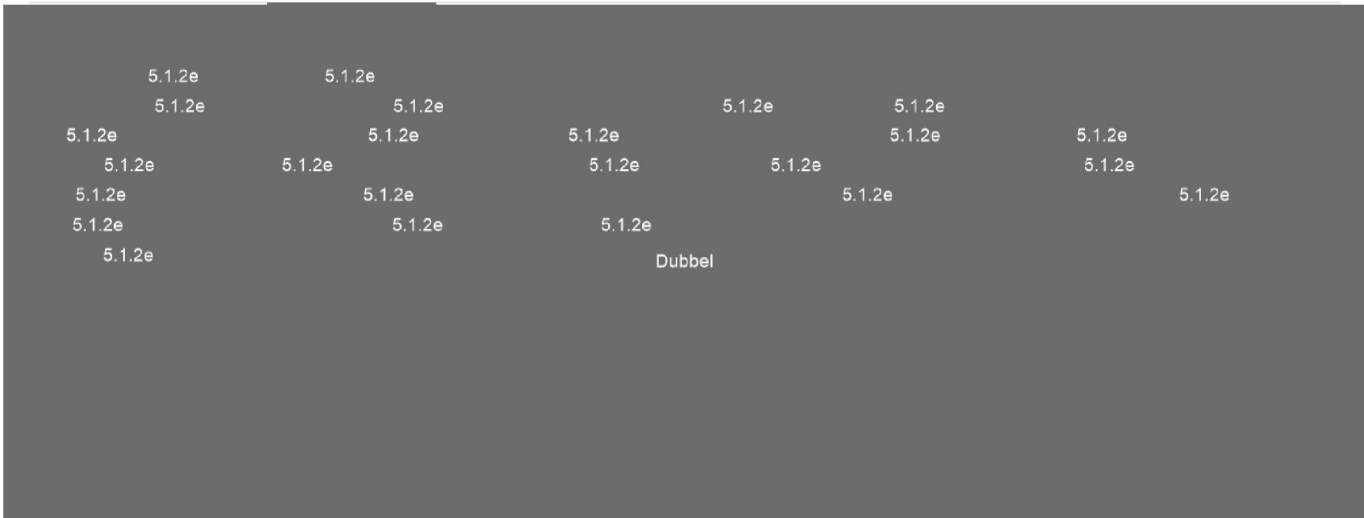 5.1.2e 5.1.2e
5.1.2e 5.1.2e 5.1.2e 5.1.2e
5.1.2e 5.1.2e 5.1.2e 5.1.2e 5.1.2e
5.1.2e 5.1.2e 5.1.2e 5.1.2e 5.1.2e
5.1.2e 5.1.2e 5.1.2e 5.1.2e
5.1.2e 5.1.2e 5.1.2e
5.1.2e
Dubbel